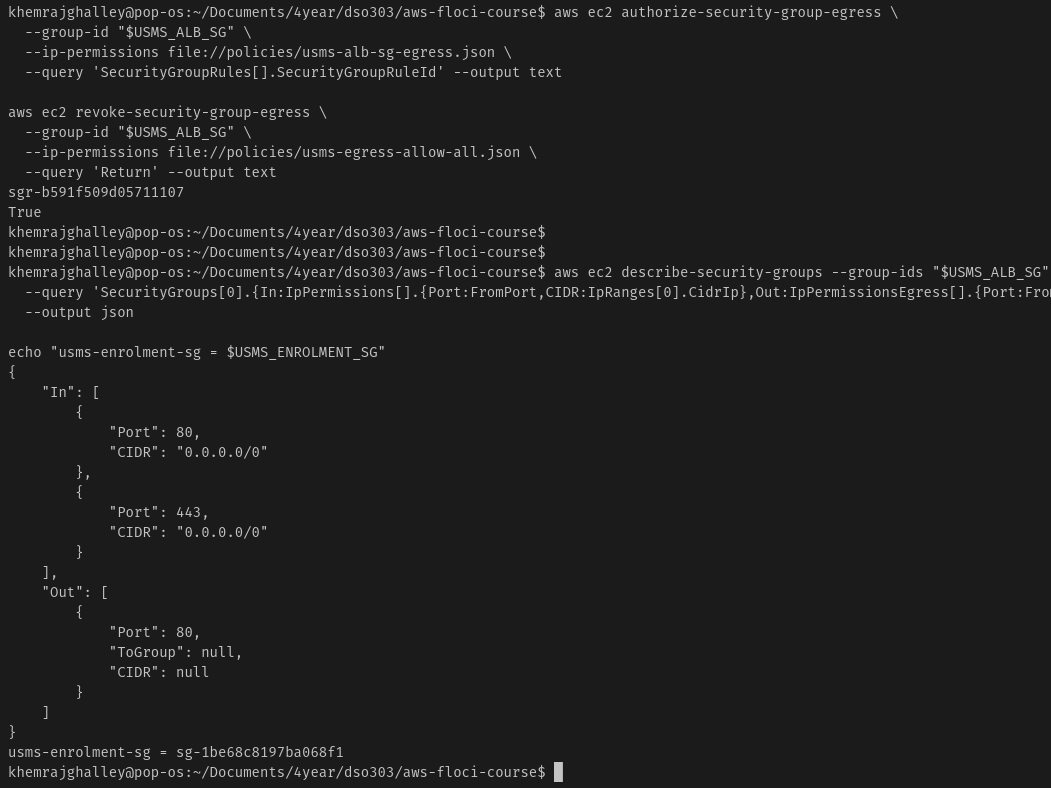 khemrajghalley@pop-os:~/Documents/4year/dso303/aws-floci-course$ aws ec2 authorize-security-group-egress \
  --group-id "$USMS_ALB_SG" \
  --ip-permissions file://policies/usms-alb-sg-egress.json \
  --query 'SecurityGroupRules[].SecurityGroupRuleId' --output text

aws ec2 revoke-security-group-egress \
  --group-id "$USMS_ALB_SG" \
  --ip-permissions file://policies/usms-egress-allow-all.json \
  --query 'Return' --output text
sgr-b591f509d05711107
True
khemrajghalley@pop-os:~/Documents/4year/dso303/aws-floci-course$
khemrajghalley@pop-os:~/Documents/4year/dso303/aws-floci-course$
khemrajghalley@pop-os:~/Documents/4year/dso303/aws-floci-course$ aws ec2 describe-security-groups --group-ids "$USMS_ALB_SG"
  --query 'SecurityGroups[0].{In:IpPermissions[].{Port:FromPort,CIDR:IpRanges[0].CidrIp},Out:IpPermissionsEgress[].{Port:Fro
  --output json

echo "usms-enrolment-sg = $USMS_ENROLMENT_SG"
{
    "In": [
        {
            "Port": 80,
            "CIDR": "0.0.0.0/0"
        },
        {
            "Port": 443,
            "CIDR": "0.0.0.0/0"
        }
    ],
    "Out": [
        {
            "Port": 80,
            "ToGroup": null,
            "CIDR": null
        }
    ]
}
usms-enrolment-sg = sg-1be68c8197ba068f1
khemrajghalley@pop-os:~/Documents/4year/dso303/aws-floci-course$